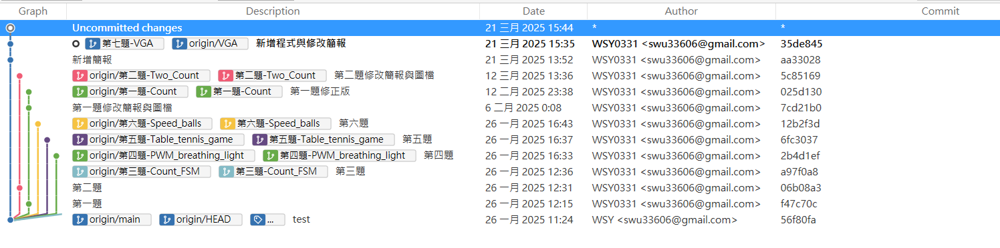 Graph Description Date Author Commit
Uncommitted changes 21 三月 2025 15:44 * *
第七題-VGA origin/VGA 新增程式與修改簡報 21 三月 2025 15:35 WSY0331 <swu33606@gmail.com> 35de845
新增簡報 21 三月 2025 13:52 WSY0331 <swu33606@gmail.com> aa33028
origin/第二題-Two_Count 第二題-Two_Count 第二題修改簡報與圖檔 12 三月 2025 13:36 WSY0331 <swu33606@gmail.com> 5c85169
origin/第一題-Count 第一題-Count 第一題修正版 12 二月 2025 23:38 WSY0331 <swu33606@gmail.com> 025d130
第一題修改簡報與圖檔 6 二月 2025 0:08 WSY0331 <swu33606@gmail.com> 7cd21b0
origin/第六題-Speed_balls 第六題-Speed_balls 第六題 26 一月 2025 16:43 WSY0331 <swu33606@gmail.com> 12b2f3d
origin/第五題-Table_tennis_game 第五題-Table_tennis_game 第五題 26 一月 2025 16:37 WSY0331 <swu33606@gmail.com> 6fc3037
origin/第四題-PWM_breathing_light 第四題-PWM_breathing_light 第四題 26 一月 2025 16:33 WSY0331 <swu33606@gmail.com> 2b4d1ef
origin/第三題-Count_FSM 第三題-Count_FSM 第三題 26 一月 2025 12:36 WSY0331 <swu33606@gmail.com> a97f0a8
第二題 26 一月 2025 12:31 WSY0331 <swu33606@gmail.com> 06b08a3
第一題 26 一月 2025 12:15 WSY0331 <swu33606@gmail.com> f47c70c
origin/main origin/HEAD ... test 26 一月 2025 11:24 WSY <swu33606@gmail.com> 56f80fa